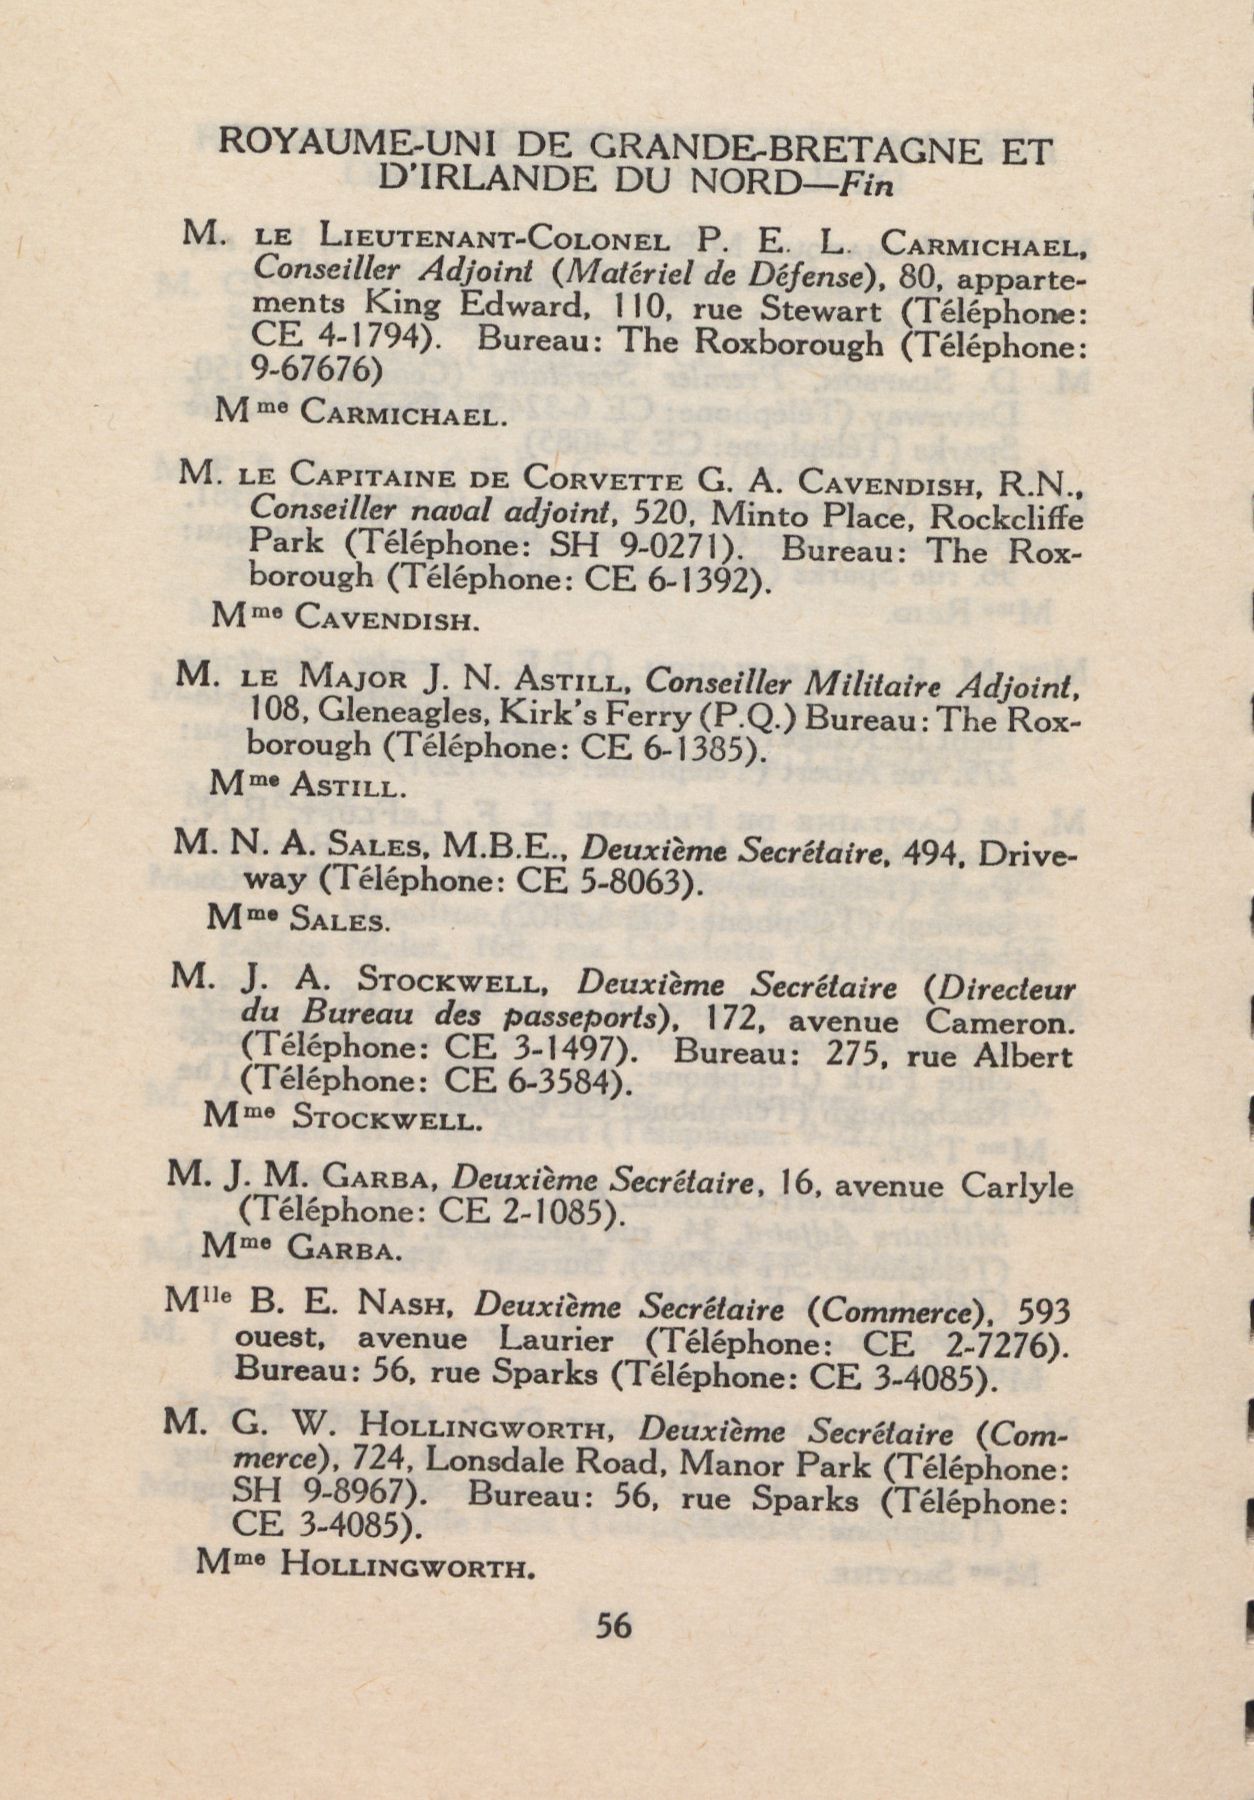 ROYAUME-UNI DE GRANDE-BRETAGNE ET
D'IRLANDE DU NORD—Fin
M. LE LIEUTENANT-COLONEL P. E. L. CARMICHAEL,
Conseiller Adjoint (Matériel de Défense), 80, apparte-
ments King Edward, 110, rue Stewart (Téléphone:
CE 4-1794). Bureau: The Roxborough (Téléphone:
9-67676)
Mme CARMICHAEL.
M. LE CAPITAINE DE CORVETTE G. A. CAVENDISH, R.N.,
Conseiller naval adjoint, 520, Minto Place, Rockcliffe
Park (Téléphone: SH 9-0271). Bureau: The Rox-
borough (Téléphone: CE 6-1392).
Mme CAVENDISH.
M. LE MAJOR J. N. ASTILL, Conseiller Militaire Adjoint,
108, Gleneagles, Kirk's Ferry (P.Q.) Bureau: The Rox-
borough (Téléphone: CE 6-1385).
Mme ASTILL.
M. N. A. SALES, M.B.E., Deuxième Secrétaire, 494, Drive-
way (Téléphone: CE 5-8063).
Mme SALES.
M. J. A. STOCKWELL, Deuxième Secrétaire (Directeur
du Bureau des passeports), 172, avenue Cameron.
(Téléphone: CE 3-1497). Bureau: 275, rue Albert
(Téléphone: CE 6-3584).
Mme STOCKWELL.
M. J. M. GARBA, Deuxième Secrétaire, 16, avenue Carlyle
(Téléphone: CE 2-1085).
Mme GARBA.
Mlle B. E. NASH, Deuxième Secrétaire (Commerce), 593
ouest, avenue Laurier (Téléphone: CE 2-7276).
Bureau: 56, rue Sparks (Téléphone: CE 3-4085).
M. G. W. HOLLINGWORTH, Deuxième Secrétaire (Com-
merce), 724, Lonsdale Road, Manor Park (Téléphone:
SH 9-8967). Bureau: 56, rue Sparks (Téléphone:
CE 3-4085).
Mme HOLLINGWORTH.
56